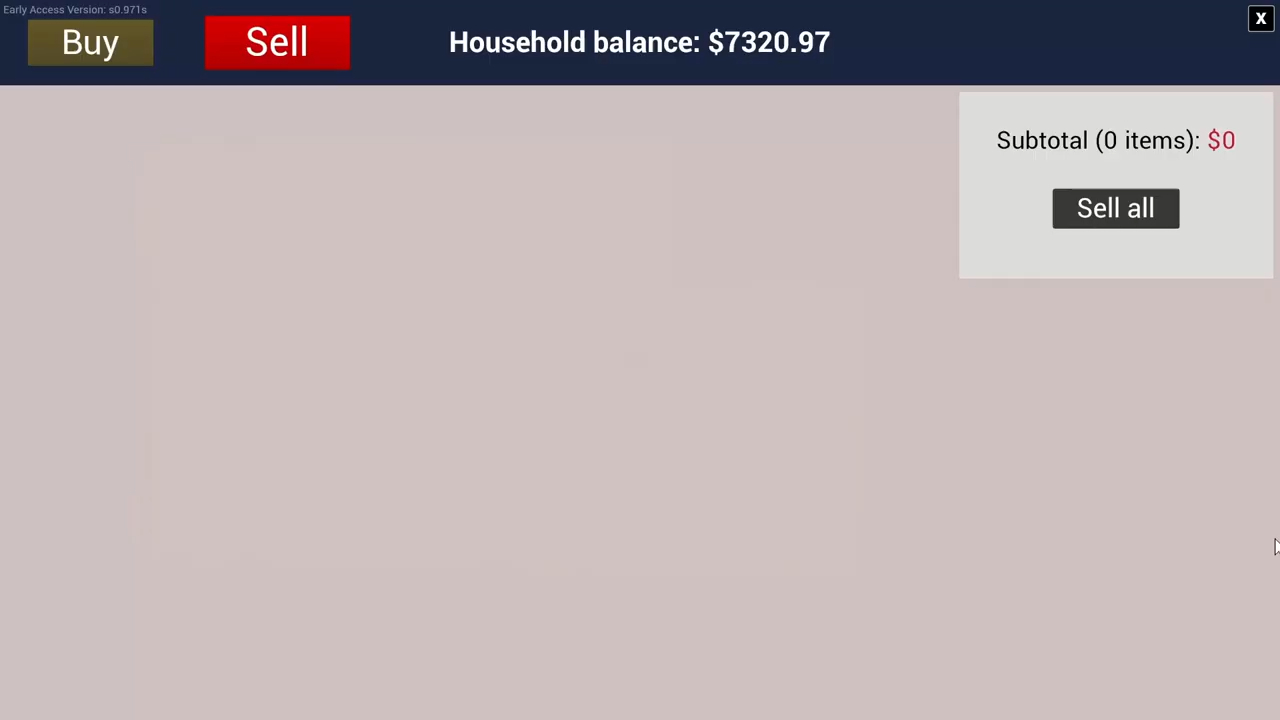 Early Access Version: s0.971s
Buy
Sell
Household balance: $7320.97
X
Subtotal (0 items): $0
Sell all